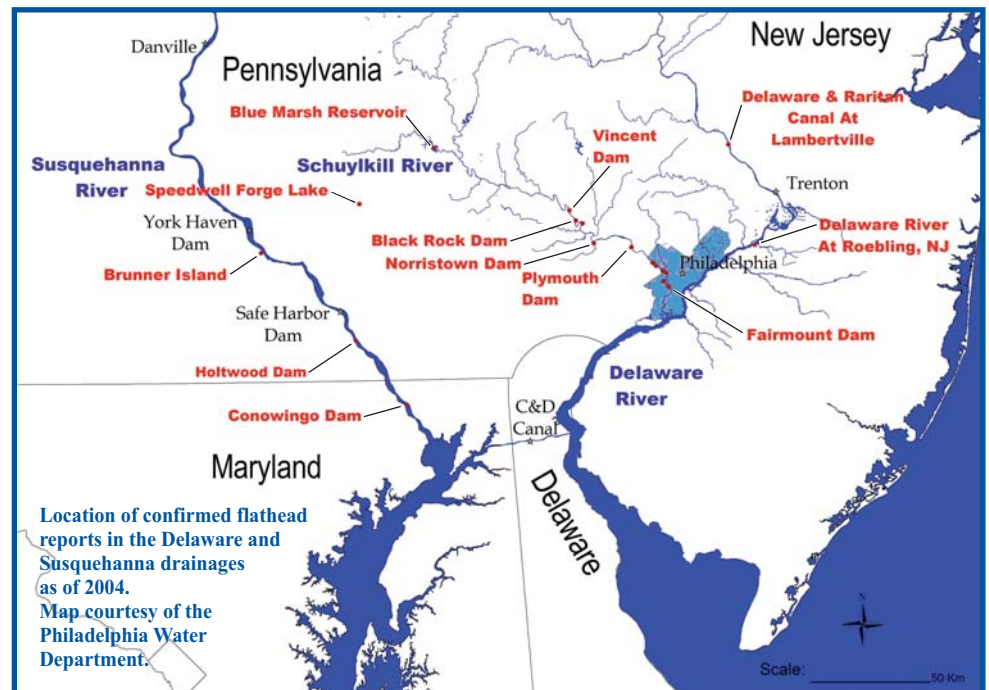 New Jersey
Danville
Pennsylvania
Delaware & Raritan
Canal At
Lambertville
Blue Marsh Reservoir
Vincent
Dam
Susquehanna
River
Schuylkill River
Speedwell Forge Lake
Trenton
York Haven
Dam
Black Rock Dam
Delaware River
At Roebling, NJ
Norristown Dam
Philadelphia
Brunner Island
Plymouth
Dam
Safe Harbor
Dam
Fairmount Dam
Holtwood Dam
Delaware
River
Conowingo Dam
C&D
Canal
Maryland
Delaware
Location of confirmed flathead
reports in the Delaware and
Susquehanna drainages
as of 2004.
Map courtesy of the
Philadelphia Water
Department.
N
Scale:
50 Km